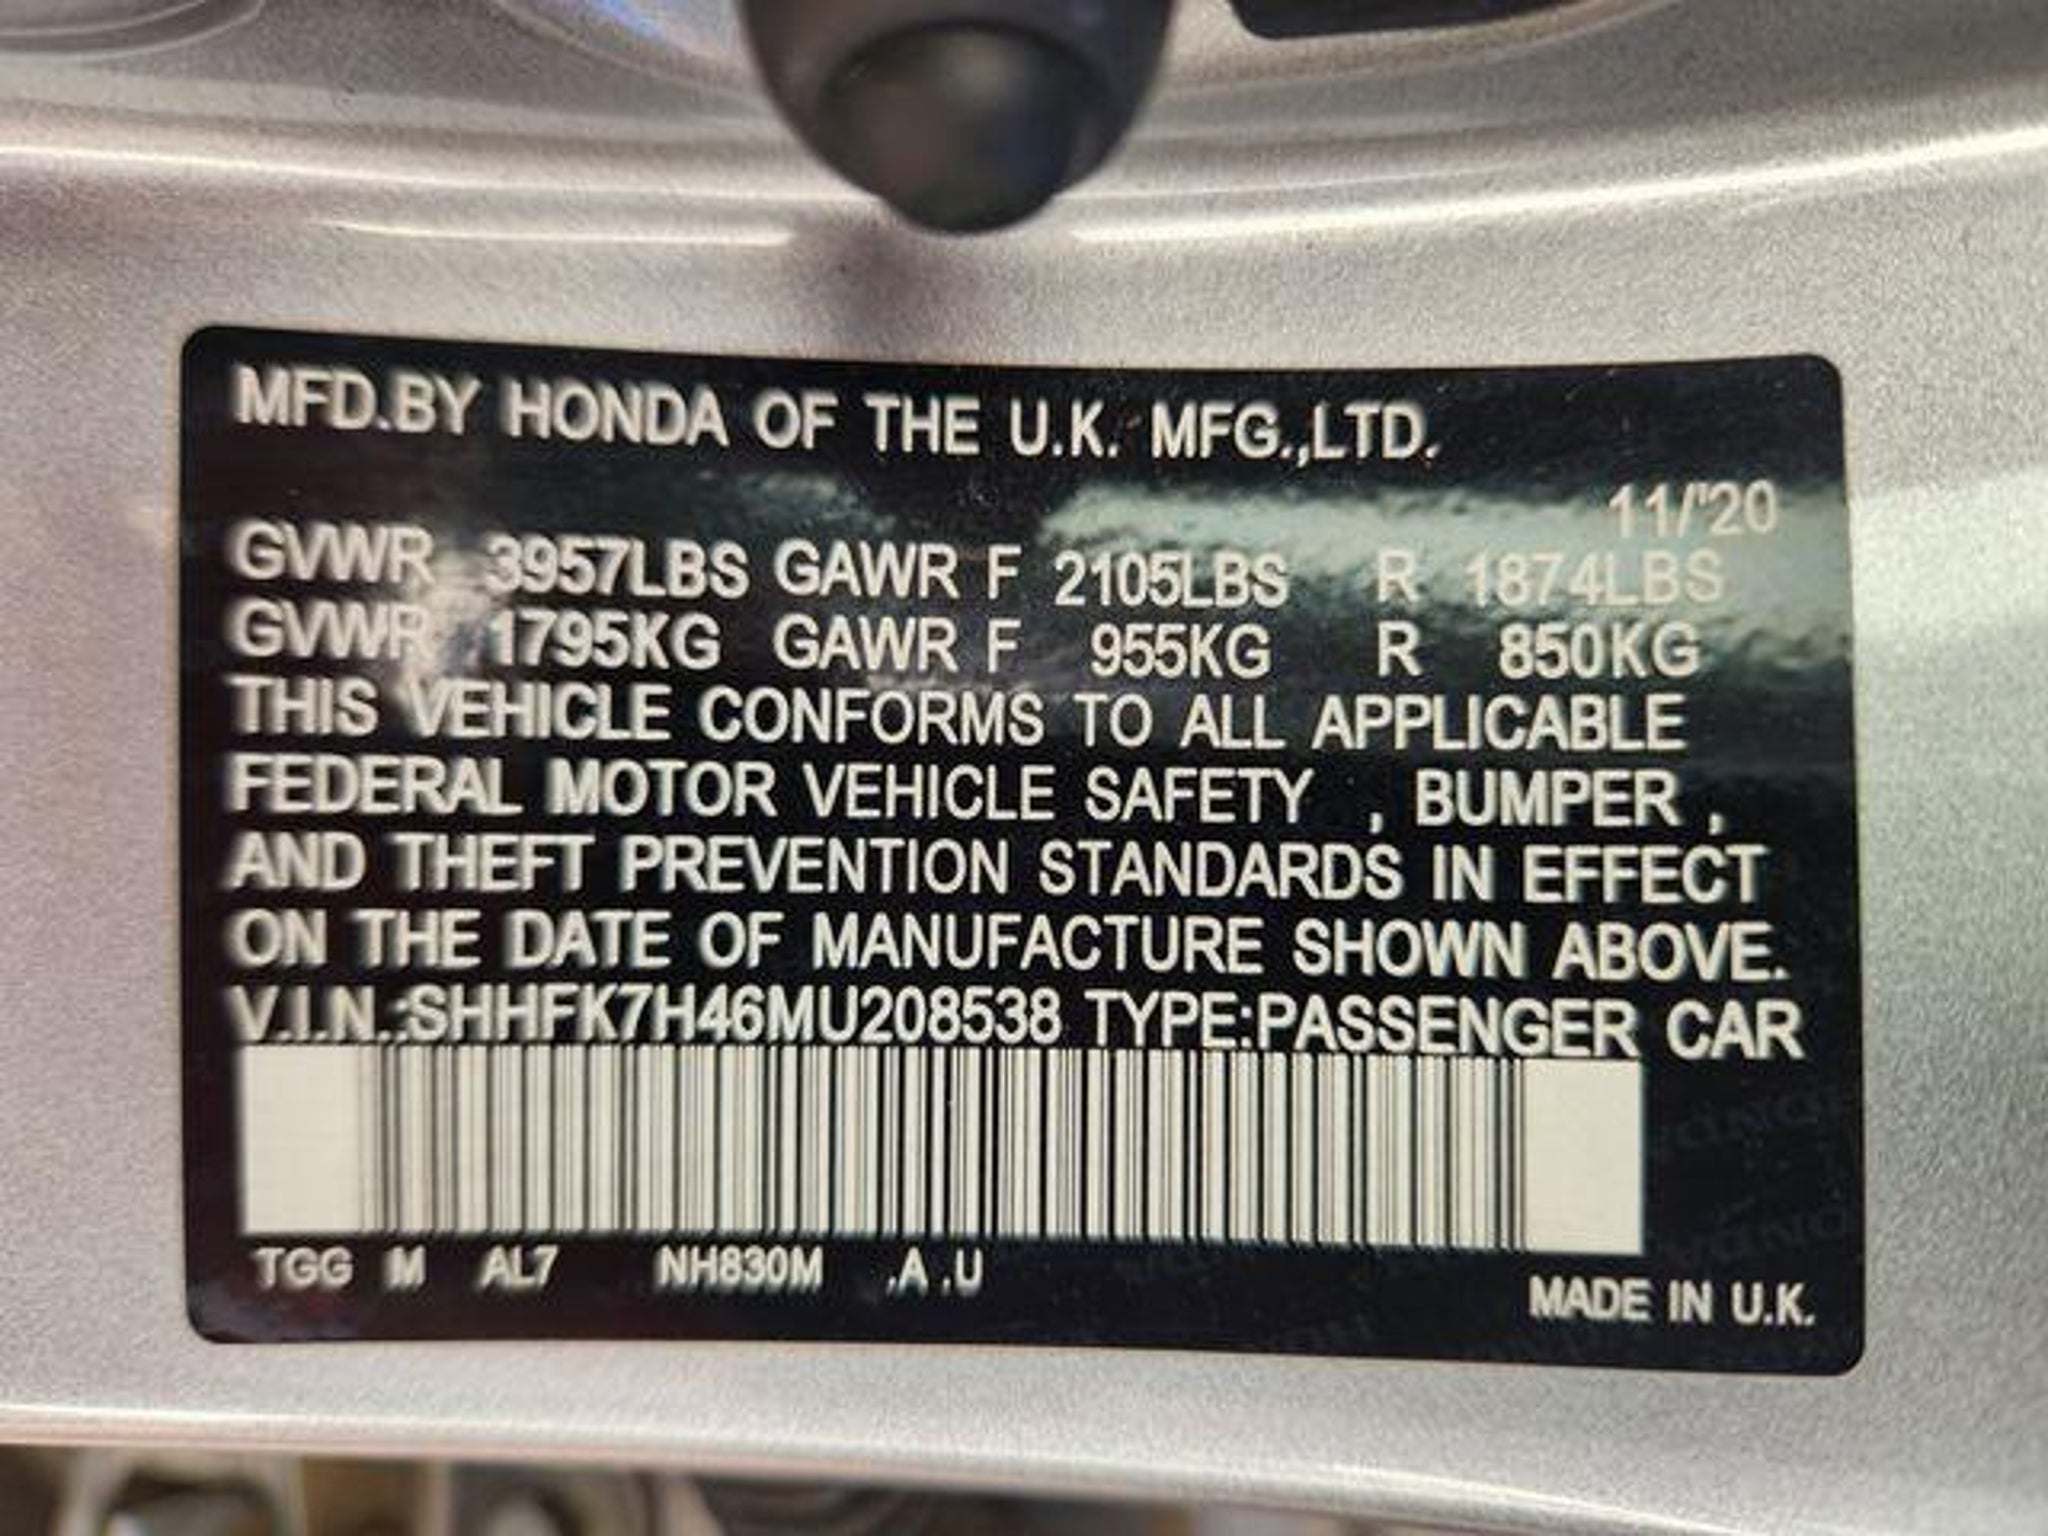 MFD.BY HONDA OF THE U.K. MFG.,LTD.
11/'20
GVWR 3957LBS GAWR F 2105LBS R 1874LBS
GVWR 1795KG GAWR F 955KG R 850KG
THIS VEHICLE CONFORMS TO ALL APPLICABLE
FEDERAL MOTOR VEHICLE SAFETY , BUMPER ,
AND THEFT PREVENTION STANDARDS IN EFFECT
ON THE DATE OF MANUFACTURE SHOWN ABOVE.
V.I.N.:SHHFK7H46MU208538 TYPE:PASSENGER CAR
TGG M AL7 NH830M .A .U
MADE IN U.K.